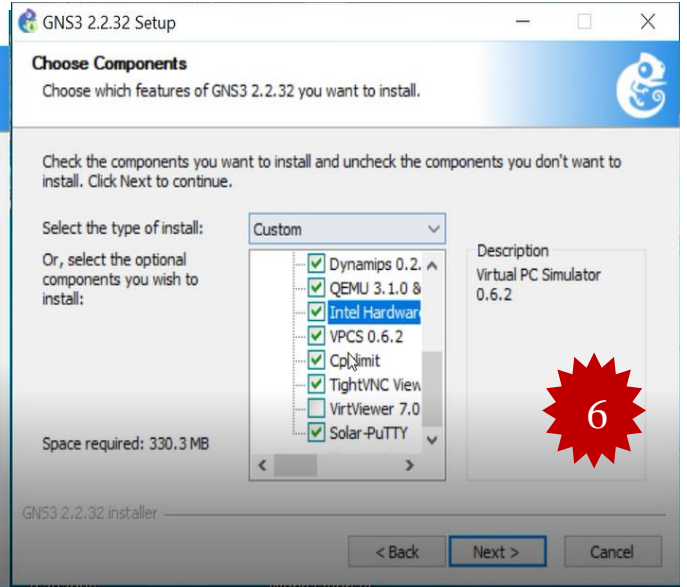 GNS3 2.2.32 Setup
Choose Components
Choose which features of GNS3 2.2.32 you want to install.
Check the components you want to install and uncheck the components you don't want to
install. Click Next to continue.
Select the type of install:
Custom
Or, select the optional
components you wish to
install:
Dynamips 0.2.
QEMU 3.1.0 &
Intel Hardwar
VPCS 0.6.2
TightVNC View
VirtViewer 7.0
Solar-PuTTY
Description
Virtual PC Simulator
0.6.2
6
Space required: 330.3 MB
GNS3 2.2.32 installer
< Back
Next >
Cancel